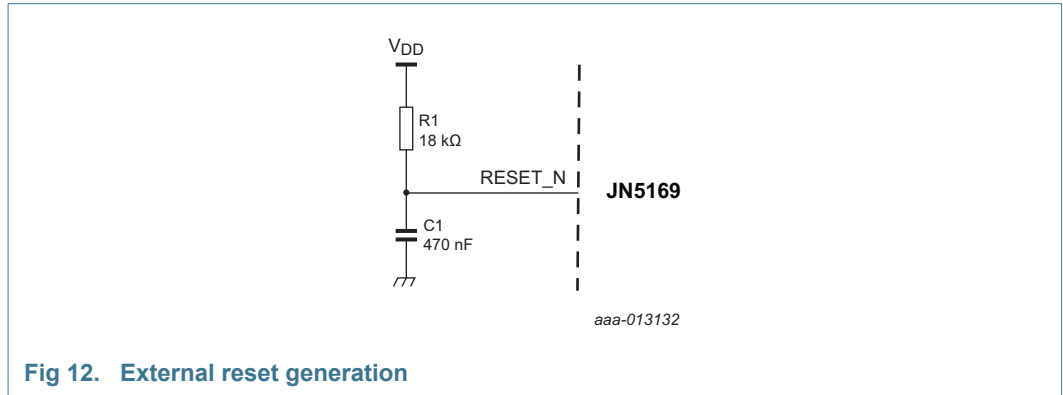 VDD
R1
18 kΩ
RESET_N
JN5169
C1
470 nF
aaa-013132
Fig 12. External reset generation